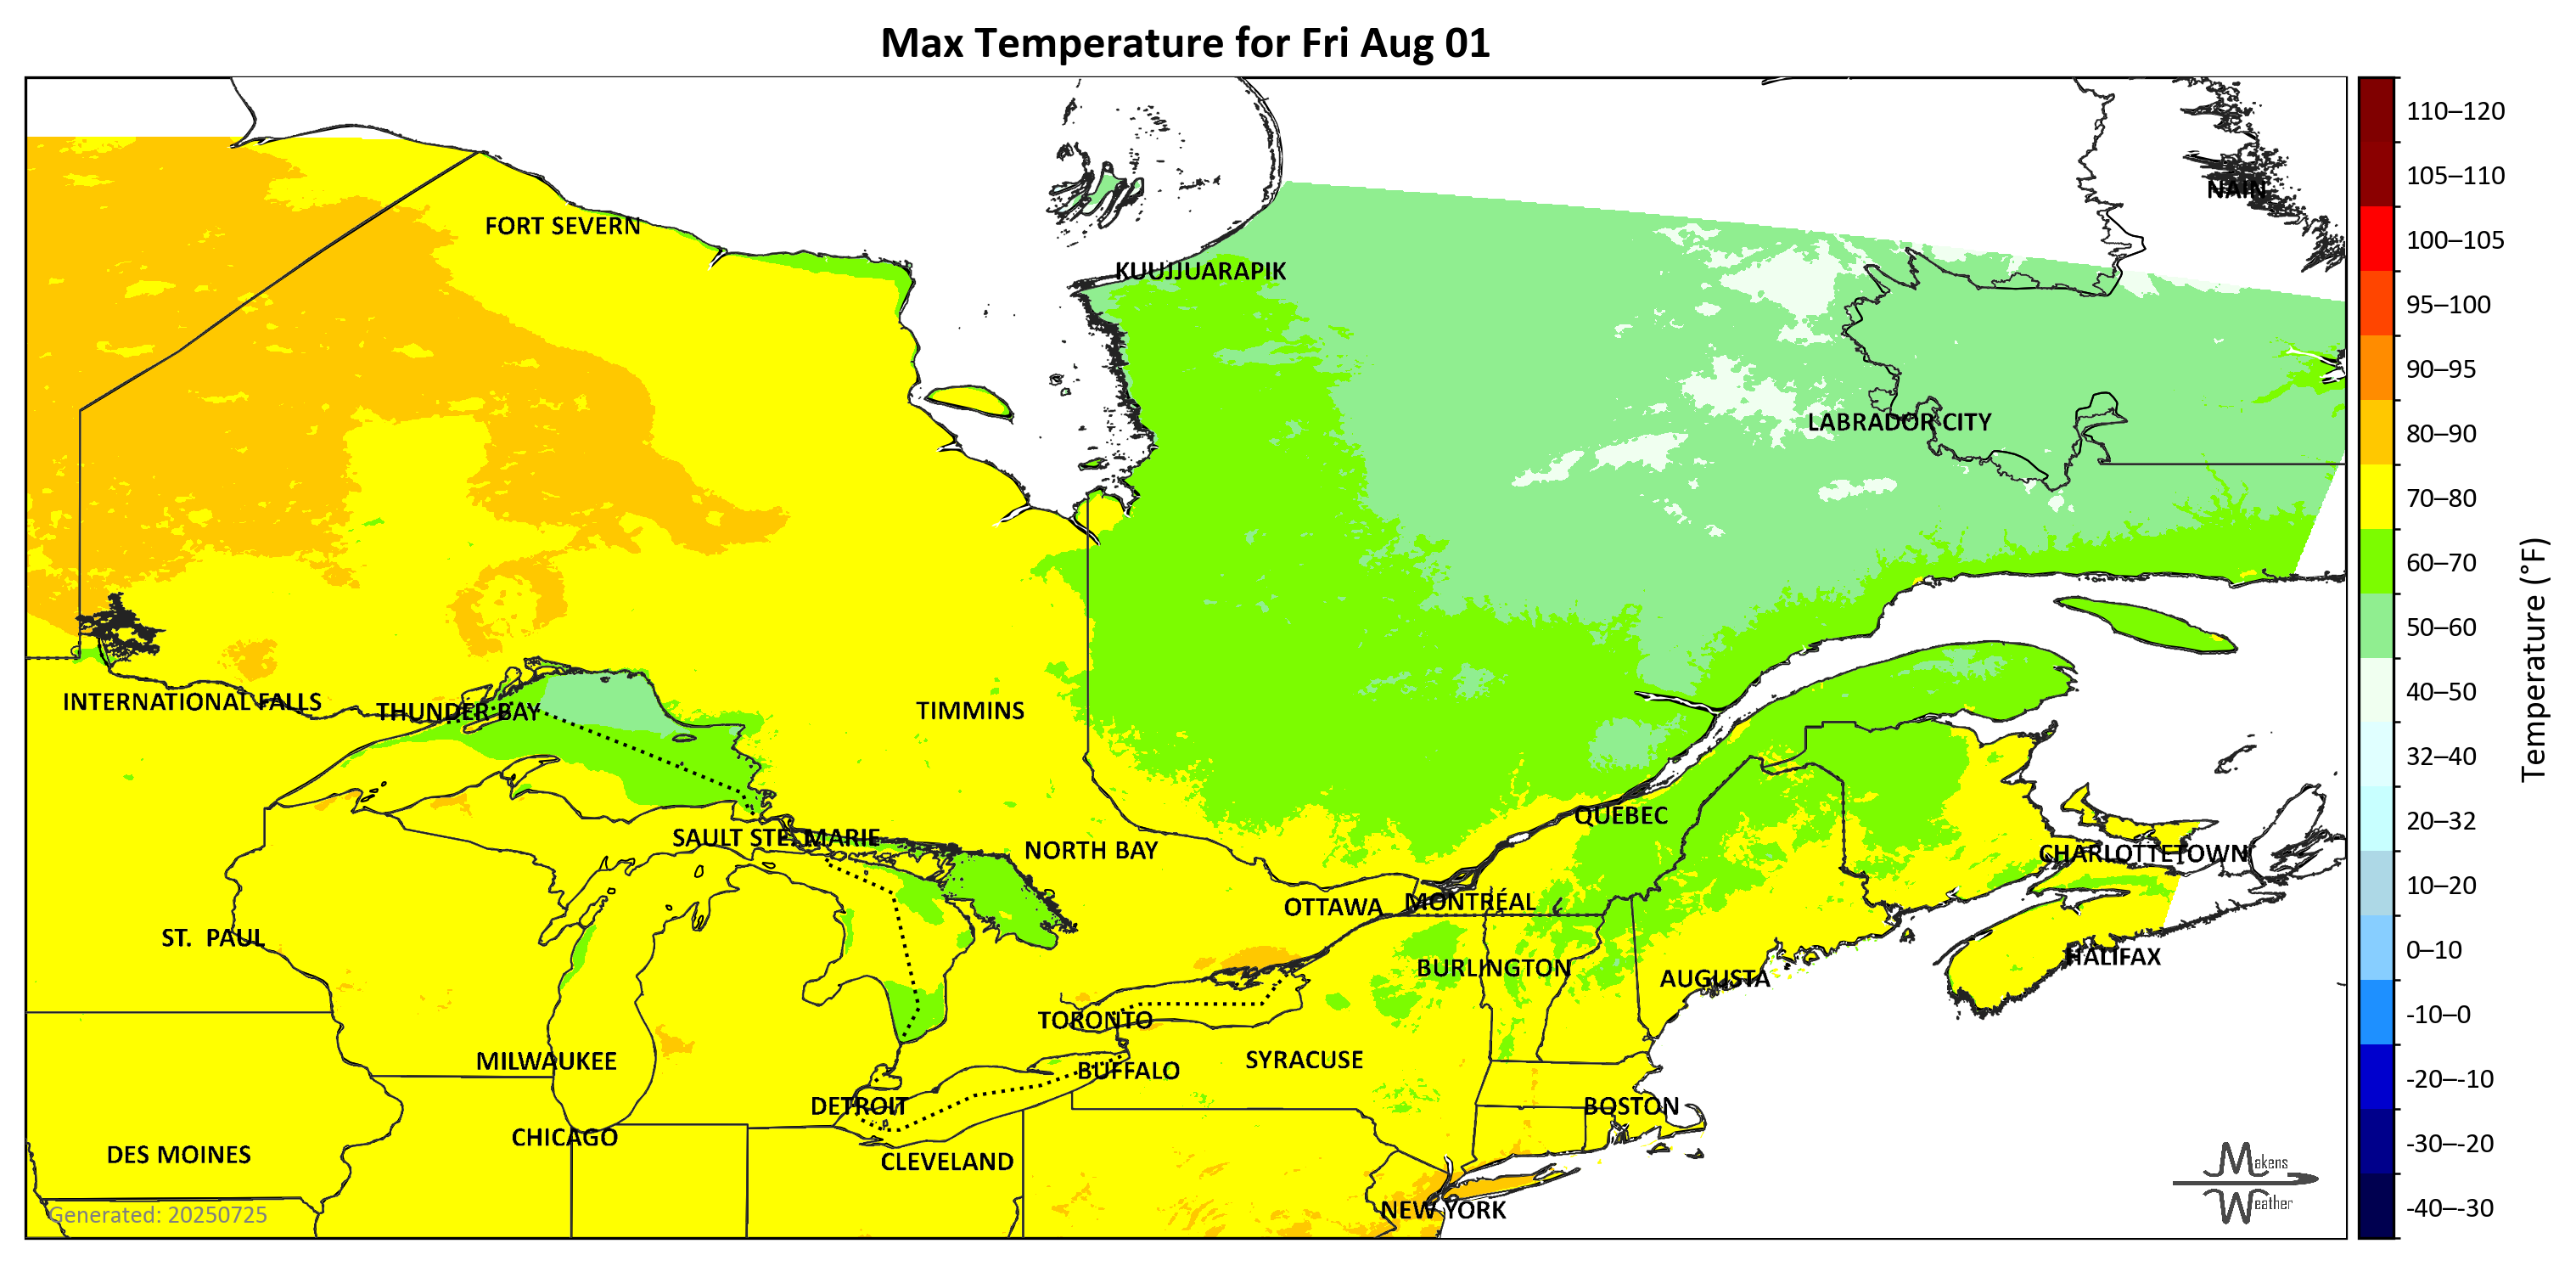 Max Temperature for Fri Aug 01
110–120
105–110
NAIN
FORT SEVERN
100–105
KUUJJUARAPIK
95–100
90–95
LABRADOR CITY
80–90
70–80
60–70
50–60
Temperature (°F)
40–50
INTERNATIONAL FALLS
THUNDER BAY
TIMMINS
32–40
QUEBEC
20–32
SAULT STE. MARIE
NORTH BAY
CHARLOTTETOWN
10–20
OTTAWA
MONTRÉAL
ST. PAUL
0–10
HALIFAX
BURLINGTON
AUGUSTA
-10–0
TORONTO
MILWAUKEE
SYRACUSE
BUFFALO
-20–-10
DETROIT
BOSTON
CHICAGO
-30–-20
DES MOINES
CLEVELAND
Makens
Weather
-40–-30
NEW YORK
Generated: 20250725